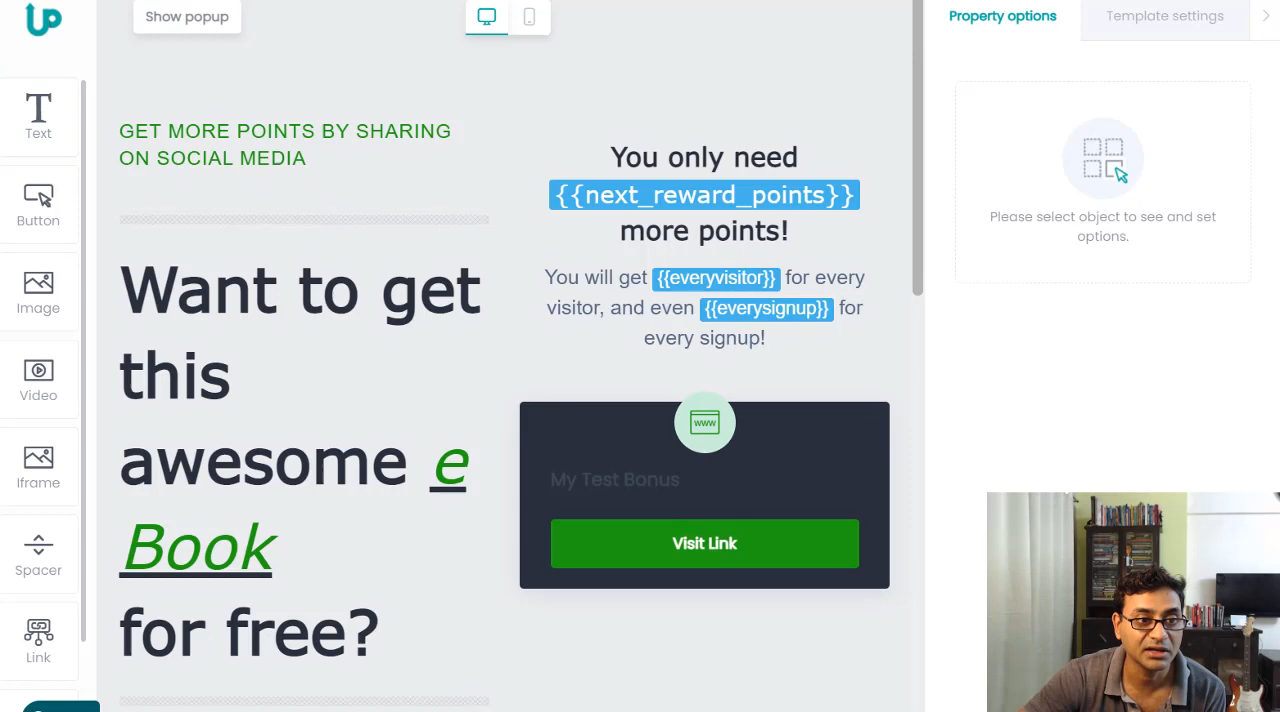 UP
Show popup
Property options
Template settings
Text
Button
Image
Video
Iframe
Spacer
Link
GET MORE POINTS BY SHARING
ON SOCIAL MEDIA
Want to get
this
awesome e
Book
for free?
You only need
{{next_reward_points}}
more points!
You will get {{everyvisitor}} for every
visitor, and even {{everysignup}} for
every signup!
www
My Test Bonus
Visit Link
Please select object to see and set
options.